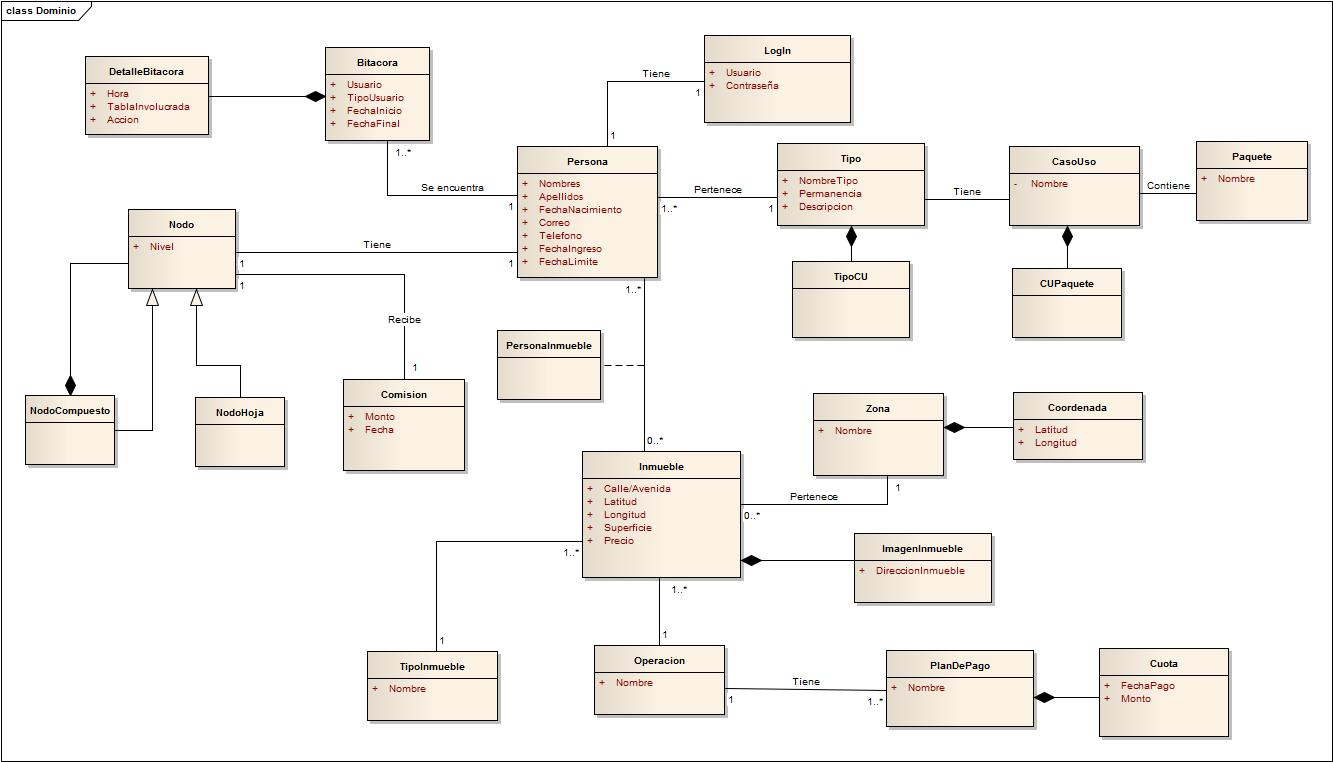 class Dominio
DetalleBitacora
+ Hora
+ TablaInvolucrada
+ Accion
Bitacora
+ Usuario
+ TipoUsuario
+ FechaInicio
+ FechaFinal
1..*
Se encuentra
1
LogIn
+ Usuario
+ Contraseña
Tiene
1
1
Persona
+ Nombres
+ Apellidos
+ FechaNacimiento
+ Correo
+ Telefono
+ FechaIngreso
+ FechaLimite
Pertenece
1..*
1
Tipo
+ NombreTipo
+ Permanencia
+ Descripcion
Tiene
CasoUso
- Nombre
Contiene
Paquete
+ Nombre
Nodo
+ Nivel
Tiene
1
1
1
Recibe
1
TipoCU
CUPaquete
1..*
PersonaInmueble
0..*
NodoCompuesto
NodoHoja
Comision
+ Monto
+ Fecha
Zona
+ Nombre
Coordenada
+ Latitud
+ Longitud
Inmueble
+ Calle/Avenida
+ Latitud
+ Longitud
+ Superficie
+ Precio
Pertenece
1
0..*
1..*
1
ImagenInmueble
+ DireccionInmueble
1..*
1
TipoInmueble
+ Nombre
Operacion
+ Nombre
Tiene
1
1..*
PlanDePago
+ Nombre
Cuota
+ FechaPago
+ Monto